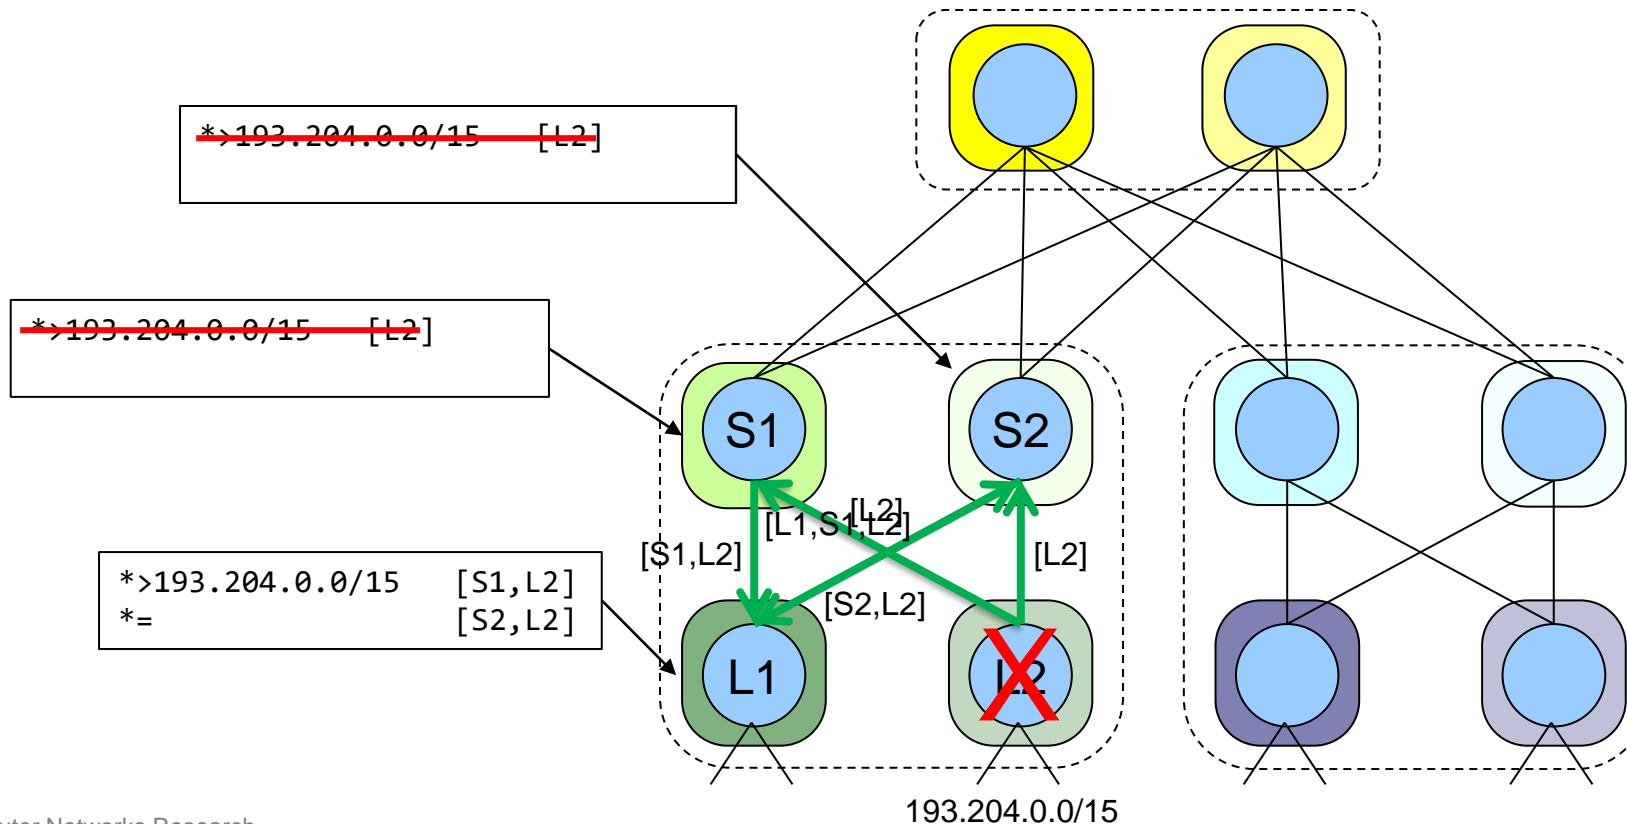 *>193.204.0.0/15   [L2]
*>193.204.0.0/15   [L2]
S1
S2
[L2]
[L1,S1,L2]
[S1,L2]
[L2]
*>193.204.0.0/15   [S1,L2]
*=                 [S2,L2]
[S2,L2]
L1
L2
X
193.204.0.0/15
Networks Research